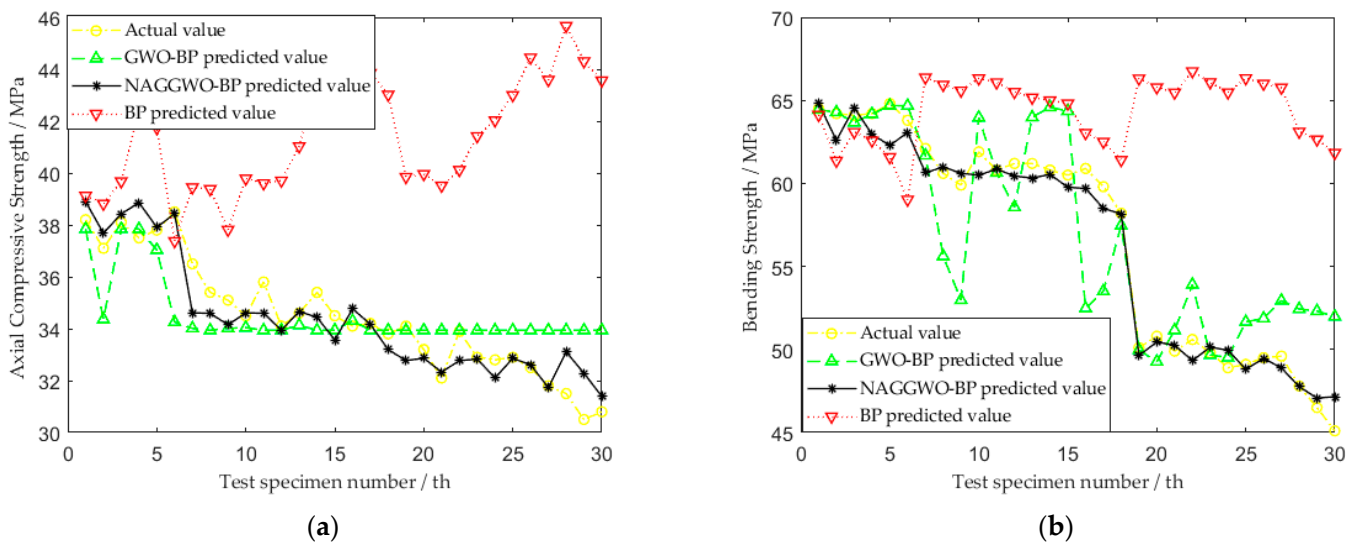 46
44
42
40
38
36
34
32
30
Axial Compressive Strength / MPa
Actual value
GWO-BP predicted value
NAGGWO-BP predicted value
BP predicted value
0 5 10 15 20 25 30
Test specimen number / th
(a)
70
65
60
55
50
45
Bending Strength / MPa
Actual value
GWO-BP predicted value
NAGGWO-BP predicted value
BP predicted value
0 5 10 15 20 25 30
Test specimen number / th
(b)